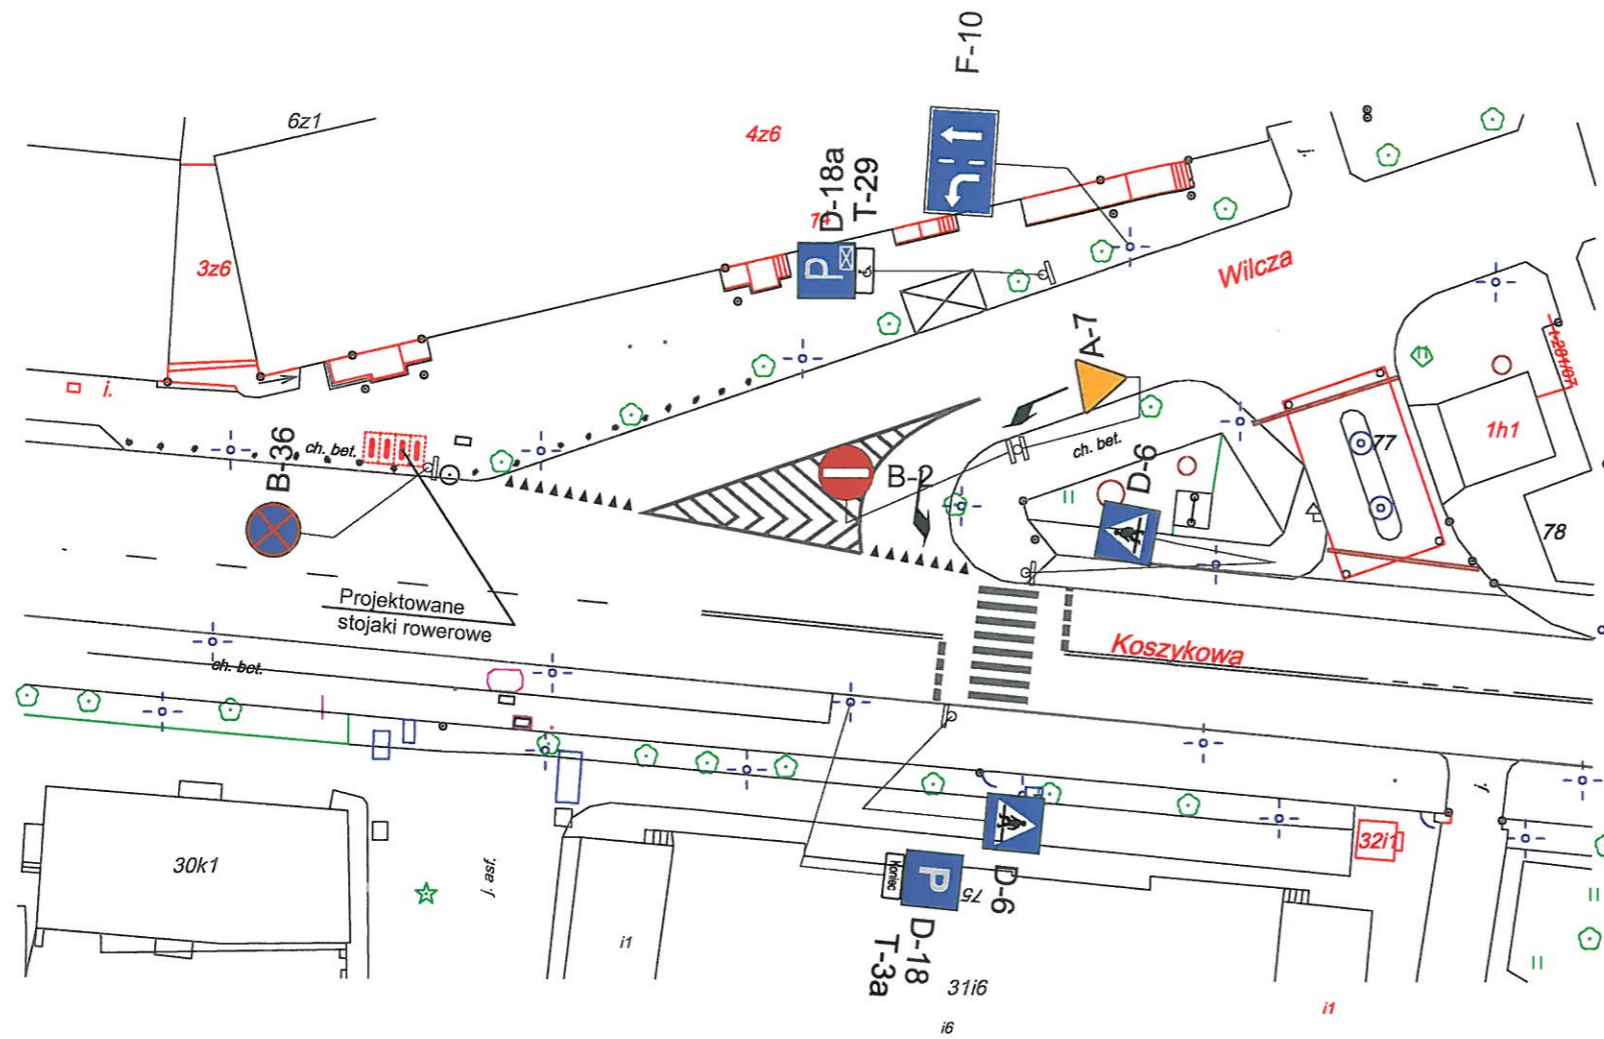 F-10
6z1
4z6
j.
D-18a
T-29
P
74
3z6
Wilcza
A-7
i.
B-36
ch. bet.
ch. bet.
B-2
D-6
77
1h1
78
Projektowane
stojaki rowerowe
Koszykowa
ch. bet.
30k1
j. asf.
i1
Koniec
P
75
D-6
D-18
T-3a
32i1
31i6
i6
i1